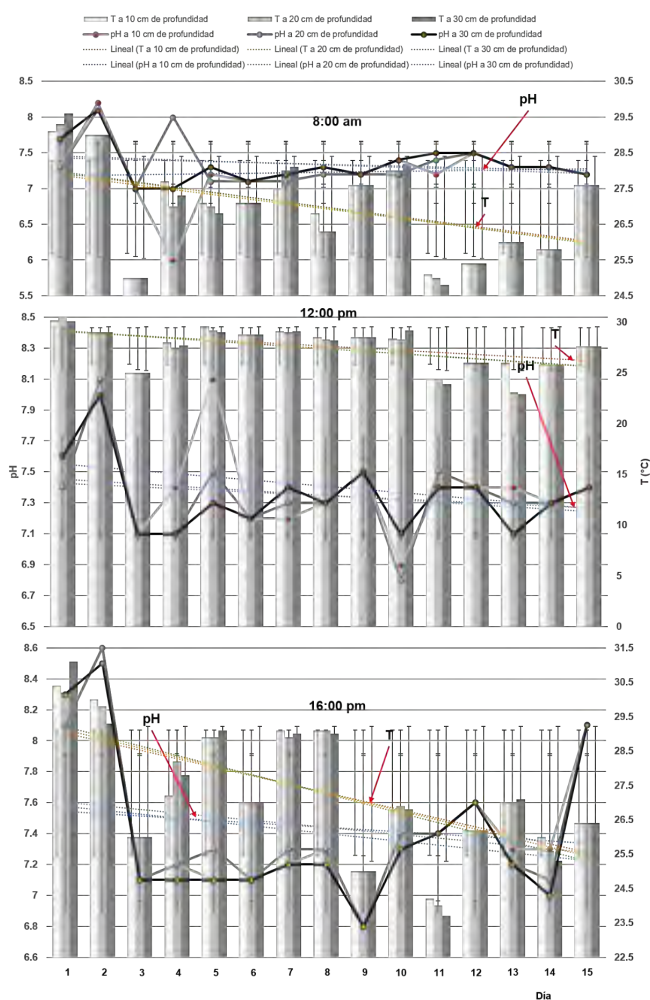 T a 10 cm de profundidad T a 20 cm de profundidad T a 30 cm de profundidad
pH a 10 cm de profundidad pH a 20 cm de profundidad pH a 30 cm de profundidad
Lineal (T a 10 cm de profundidad) Lineal (T a 20 cm de profundidad) Lineal (T a 30 cm de profundidad)
Lineal (pH a 10 cm de profundidad) Lineal (pH a 20 cm de profundidad) Lineal (pH a 30 cm de profundidad)
8.5 30.5
pH
8 8:00 am 29.5
7.5 28.5
7 27.5
T
6.5 26.5
6 25.5
5.5 24.5
12:00 pm
8.5 30
8.3 T
pH
8.1 25
7.9
20
7.7
7.5 15
pH T (°C)
7.3
10
7.1
6.9
5
6.7
6.5 0
8.6 31.5
8.4 30.5
16:00 pm
8.2 29.5
pH T
8 28.5
7.8 27.5
7.6 26.5
7.4
25.5
7.2
7 24.5
6.8 23.5
6.6 22.5
1 2 3 4 5 6 7 8 9 10 11 12 13 14 15
Dia